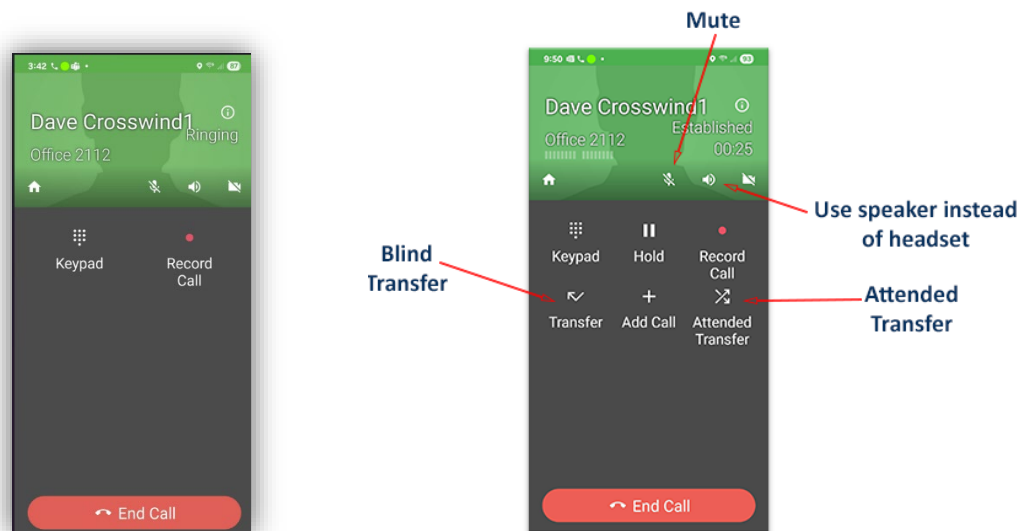 Mute
3:42
87
Dave Crosswind1
Ringing
Office 2112
Keypad
Record
Call
End Call
9:50
93
Dave Crosswind1
Established
Office 2112
00:25
Keypad
Hold
Record
Call
Transfer
Add Call
Attended
Transfer
End Call
Blind
Transfer
Use speaker instead
of headset
Attended
Transfer